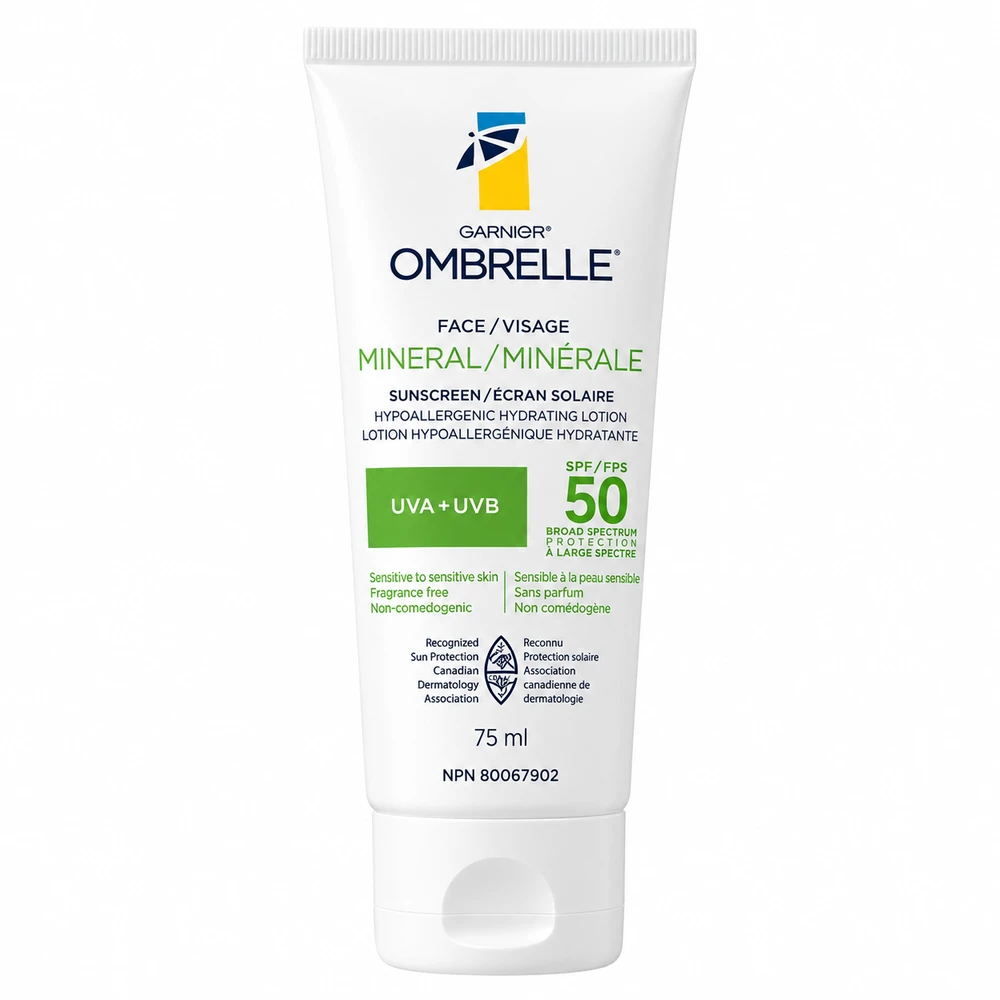 GARNIER®
OMBRELLE®
FACE / VISAGE
MINERAL / MINÉRALE
SUNSCREEN / ÉCRAN SOLAIRE
HYPOALLERGENIC HYDRATING LOTION
LOTION HYPOALLERGÉNIQUE HYDRATANTE
UVA + UVB
SPF / FPS
50
BROAD SPECTRUM
PROTECTION
À LARGE SPECTRE
Sensitive to sensitive skin
Fragrance free
Non-comedogenic
Sensible à la peau sensible
Sans parfum
Non comédogène
Recognized
Sun Protection
Canadian
Dermatology
Association
Reconnu
Protection solaire
Association
canadienne de
dermatologie
75 ml
NPN 80067902